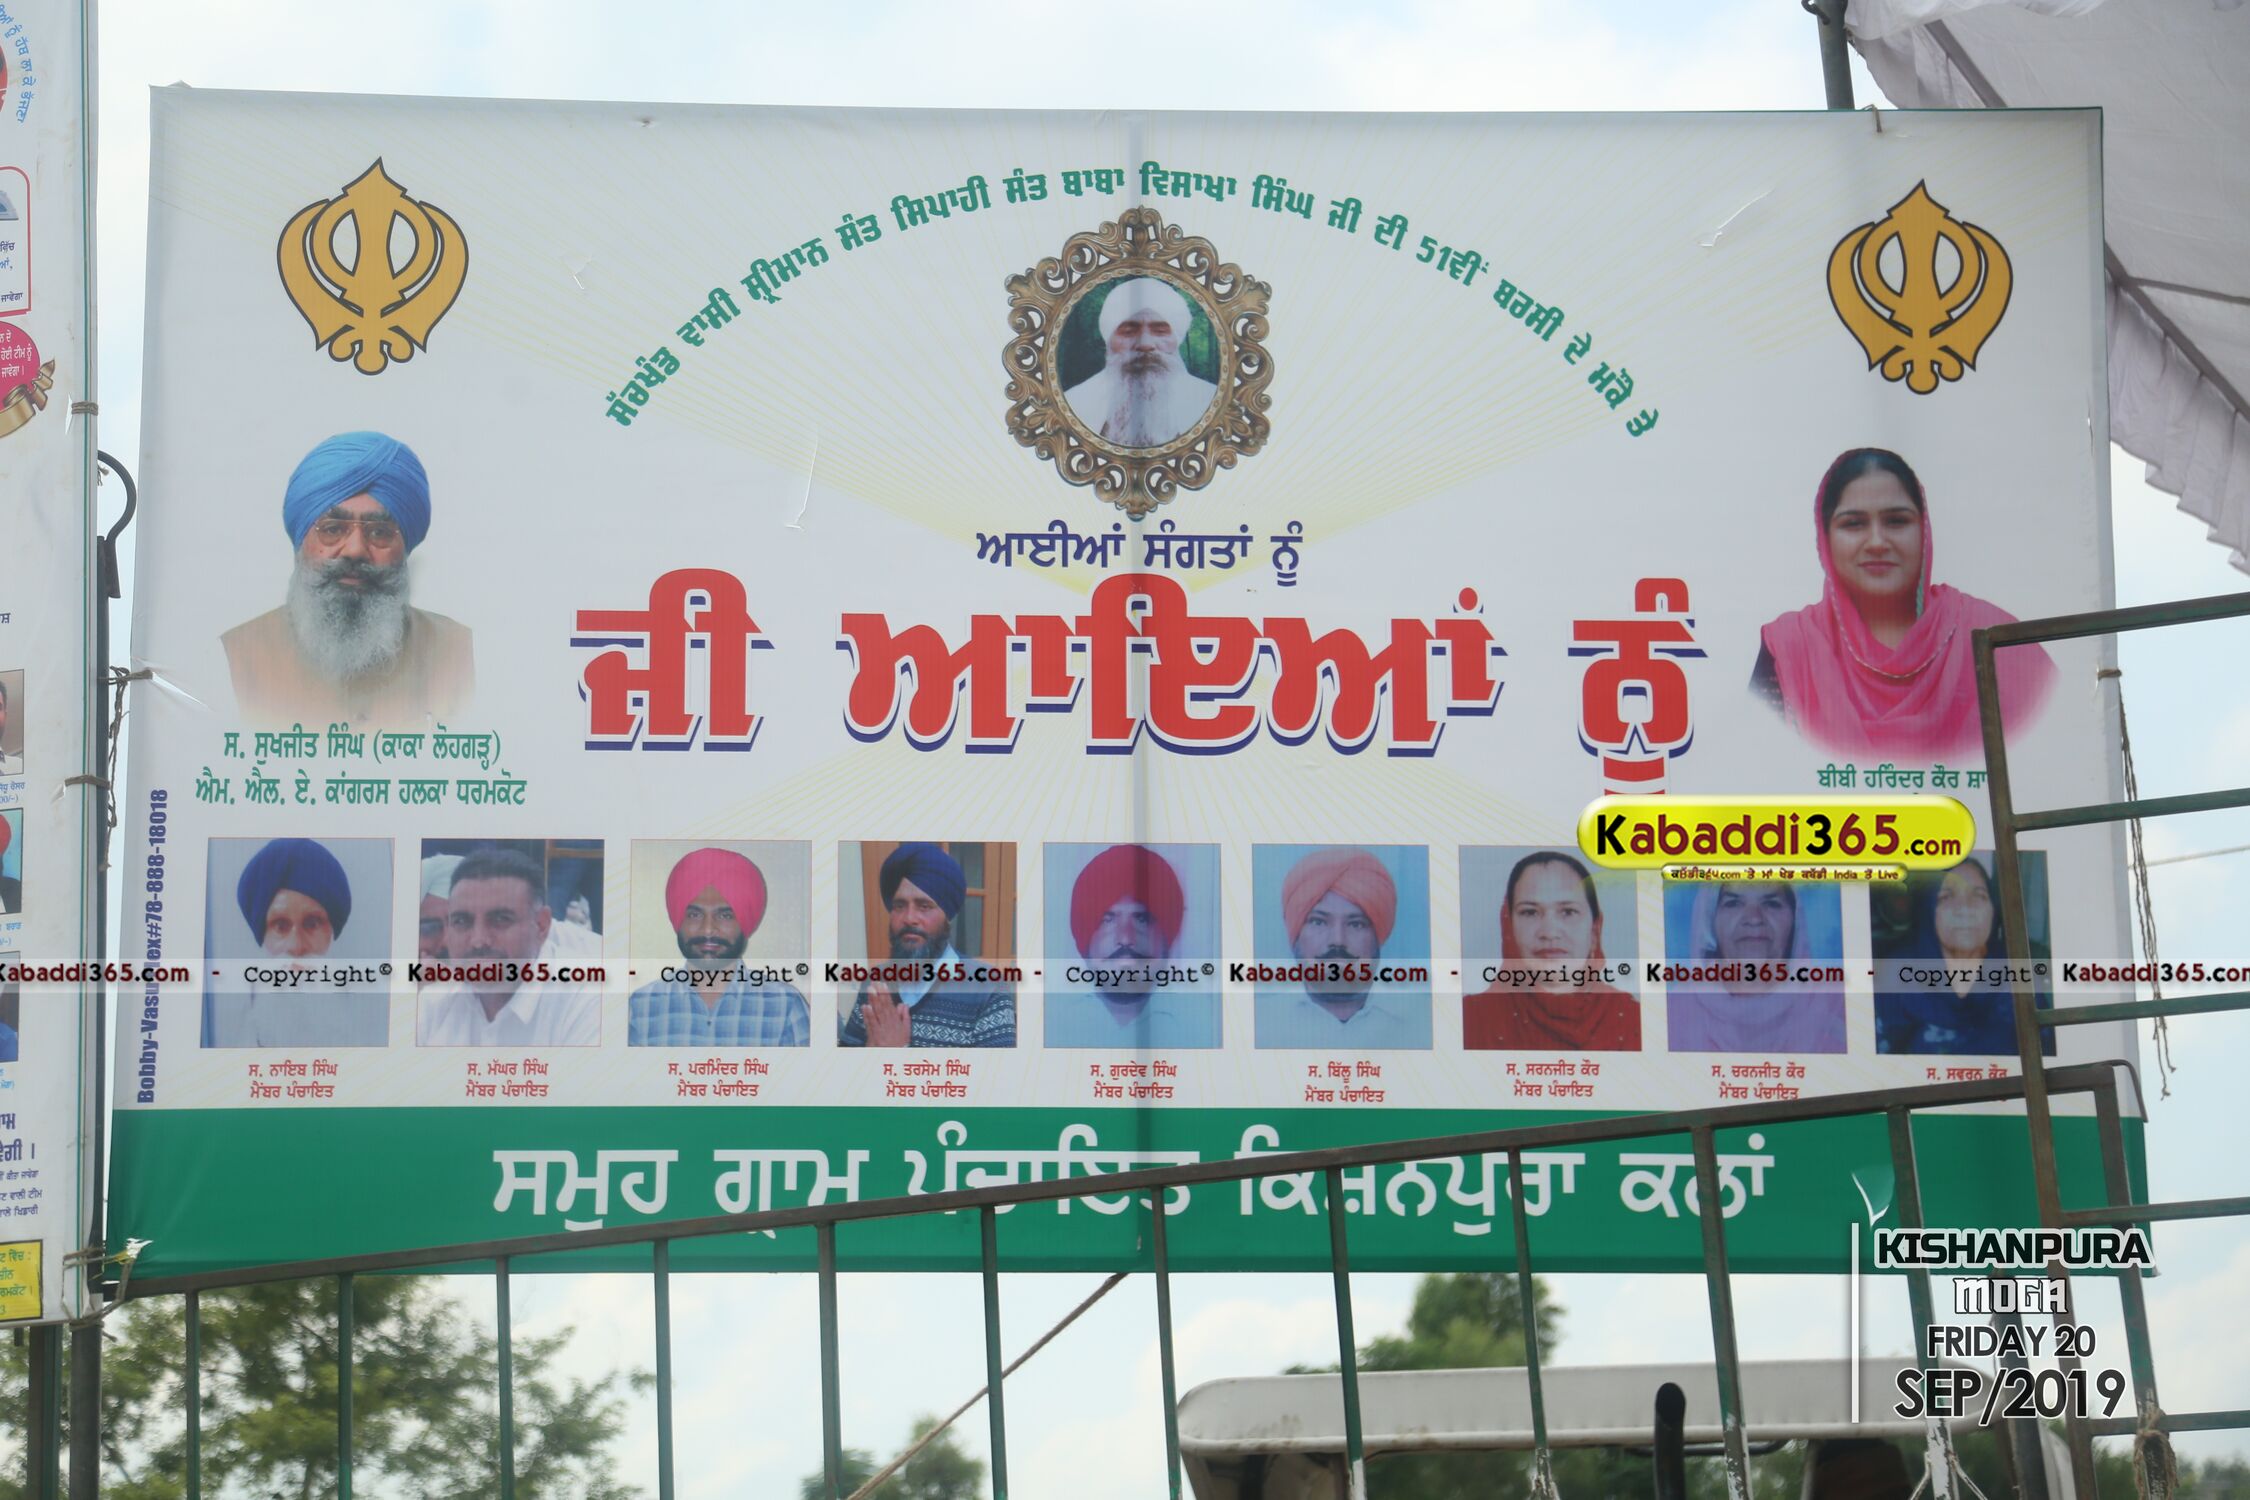 ਸੱਚਖੰਡ ਵਾਸੀ ਸ਼੍ਰੀਮਾਨ ਸੰਤ ਸਿਪਾਹੀ ਸੰਤ ਬਾਬਾ ਵਿਸਾਖਾ ਸਿੰਘ ਜੀ ਦੀ 51ਵੀਂ ਬਰਸੀ ਦੇ ਮੌਕੇ ਤੇ
ਆਈਆਂ ਸੰਗਤਾਂ ਨੂੰ
ਜੀ ਆਇਆਂ ਨੂੰ
ਸ. ਸੁਖਜੀਤ ਸਿੰਘ (ਕਾਕਾ ਲੋਹਗੜ੍ਹ)
ਐਮ. ਐਲ. ਏ. ਕਾਂਗਰਸ ਹਲਕਾ ਧਰਮਕੋਟ
ਬੀਬੀ ਹਰਿੰਦਰ ਕੌਰ
Kabaddi365.com
India ਤੋਂ Live
Kabaddi365.com - Copyright© Kabaddi365.com - Copyright© Kabaddi365.com - Copyright© Kabaddi365.com - Copyright© Kabaddi365.com - Copyright© Kabaddi365.com
ਸ. ਨਾਇਬ ਸਿੰਘ
ਮੈਂਬਰ ਪੰਚਾਇਤ
ਸ. ਮੱਘਰ ਸਿੰਘ
ਮੈਂਬਰ ਪੰਚਾਇਤ
ਸ. ਪਰਮਿੰਦਰ ਸਿੰਘ
ਮੈਂਬਰ ਪੰਚਾਇਤ
ਸ. ਤਰਸੇਮ ਸਿੰਘ
ਮੈਂਬਰ ਪੰਚਾਇਤ
ਸ. ਗੁਰਦੇਵ ਸਿੰਘ
ਮੈਂਬਰ ਪੰਚਾਇਤ
ਸ. ਬਿੱਲੂ ਸਿੰਘ
ਮੈਂਬਰ ਪੰਚਾਇਤ
ਸ. ਸਰਨਜੀਤ ਕੌਰ
ਮੈਂਬਰ ਪੰਚਾਇਤ
ਸ. ਚਰਨਜੀਤ ਕੌਰ
ਮੈਂਬਰ ਪੰਚਾਇਤ
ਸ. ਸਵਰਨ ਕੌਰ
ਸਮੂਹ ਗ੍ਰਾਮ ਪੰਚਾਇਤ ਕਿਸ਼ਨਪੁਰਾ ਕਲਾਂ
KISHANPURA
MOGA
FRIDAY 20
SEP/2019